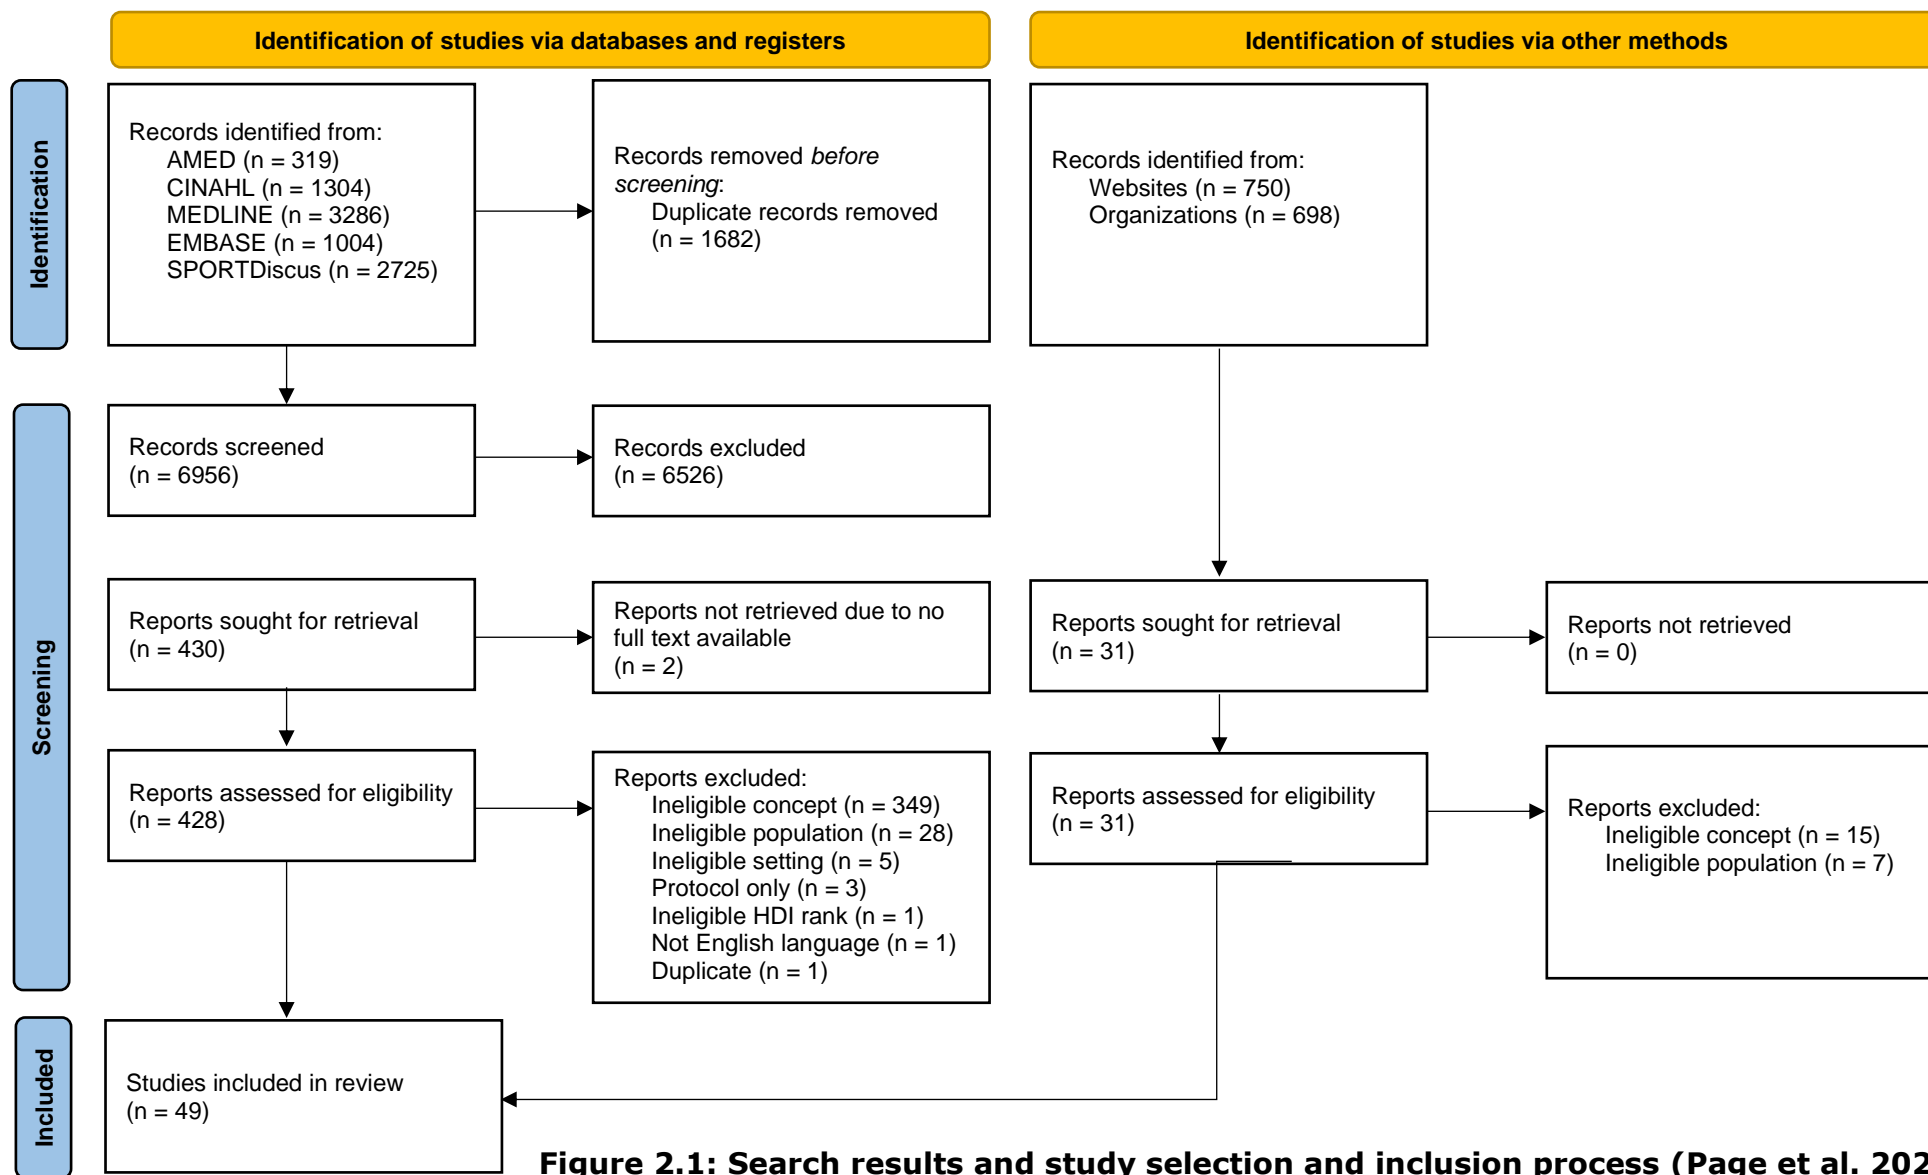 Identification of studies via databases and registers
Identification of studies via other methods
Identification
Records identified from:
AMED (n = 319)
CINAHL (n = 1304)
MEDLINE (n = 3286)
EMBASE (n = 1004)
SPORTDiscus (n = 2725)
Records removed before
screening:
Duplicate records removed
(n = 1682)
Records identified from:
Websites (n = 750)
Organizations (n = 698)
Screening
Records screened
(n = 6956)
Records excluded
(n = 6526)
Reports sought for retrieval
(n = 430)
Reports not retrieved due to no
full text available
(n = 2)
Reports sought for retrieval
(n = 31)
Reports not retrieved
(n = 0)
Reports assessed for eligibility
(n = 428)
Reports excluded:
Ineligible concept (n = 349)
Ineligible population (n = 28)
Ineligible setting (n = 5)
Protocol only (n = 3)
Ineligible HDI rank (n = 1)
Not English language (n = 1)
Duplicate (n = 1)
Reports assessed for eligibility
(n = 31)
Reports excluded:
Ineligible concept (n = 15)
Ineligible population (n = 7)
Included
Studies included in review
(n = 49)
Figure 2.1: Search results and study selection and inclusion process (Page et al. 202